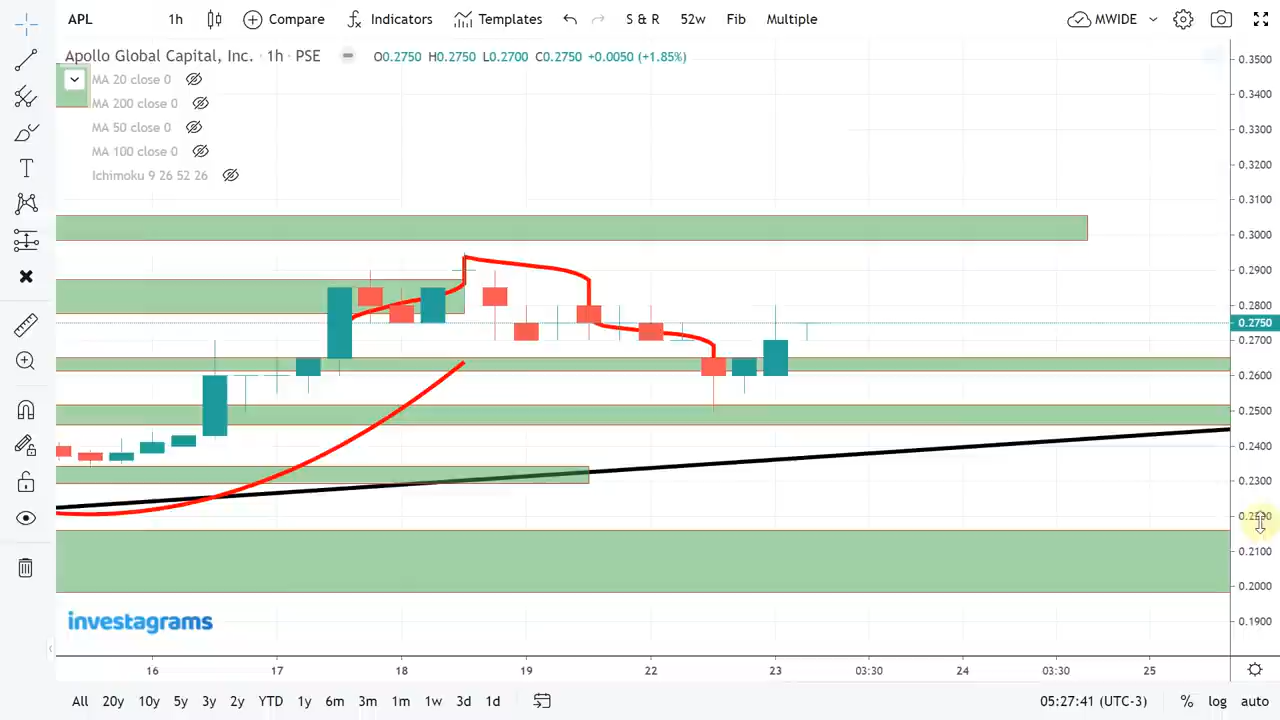 APL 1h Compare Indicators Templates S & R 52w Fib Multiple MWIDE
Apollo Global Capital, Inc. · 1h · PSE O0.2750 H0.2750 L0.2700 C0.2750 +0.0050 (+1.85%)
MA 20 close 0
MA 200 close 0
MA 50 close 0
MA 100 close 0
Ichimoku 9 26 52 26
0.3500
0.3400
0.3300
0.3200
0.3100
0.3000
0.2900
0.2800
0.2750
0.2700
0.2600
0.2500
0.2400
0.2300
0.2200
0.2100
0.2000
0.1900
investagrams
16 17 18 19 22 23 03:30 24 03:30 25
All 20y 10y 5y 3y 2y YTD 1y 6m 3m 1m 1w 3d 1d 05:27:41 (UTC-3) % log auto